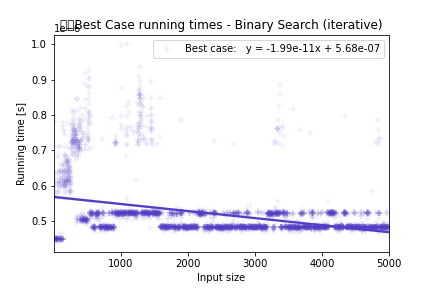 Best Case running times - Binary Search (iterative)
1e−6
Best case:   y = -1.99e-11x + 5.68e-07
Running time [s]
1.0
0.9
0.8
0.7
0.6
0.5
1000 2000 3000 4000 5000
Input size